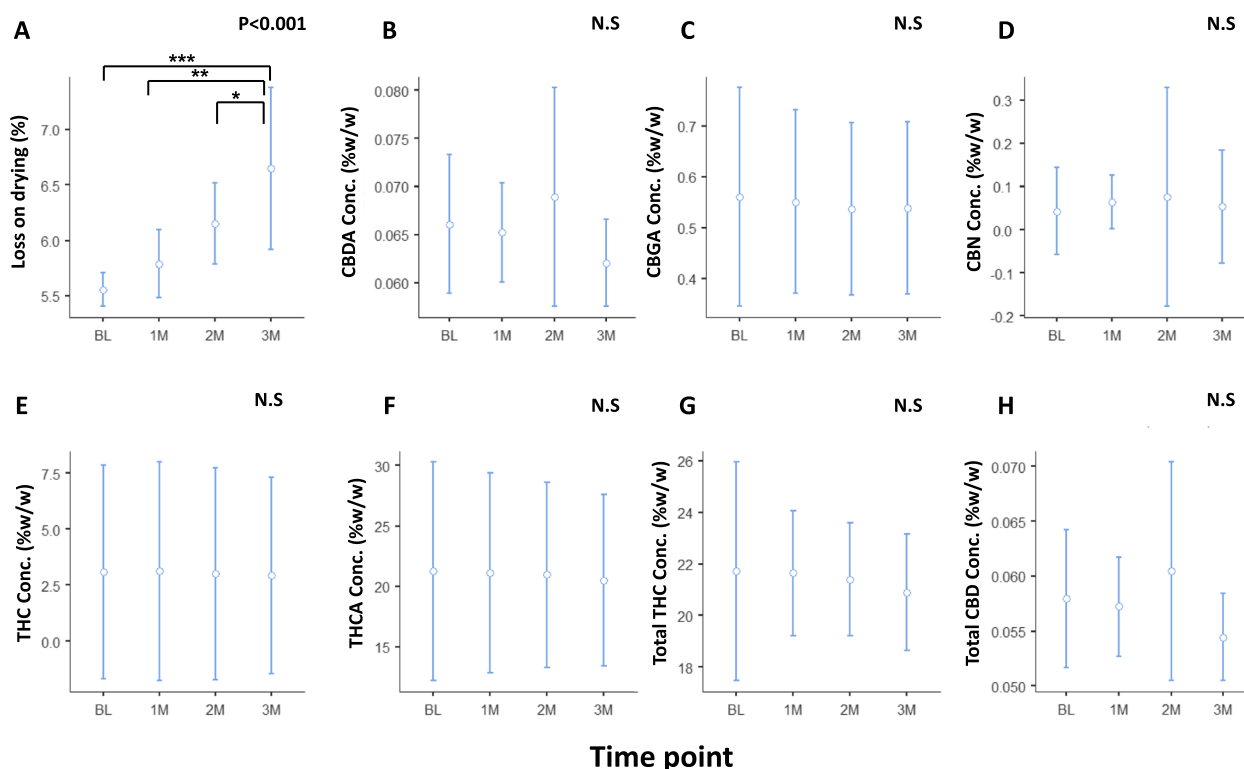 A
P<0.001
***
**
*
Loss on drying (%)
7.0
6.5
6.0
5.5
BL 1M 2M 3M
B
N.S
CBDA Conc. (%w/w)
0.080
0.075
0.070
0.065
0.060
BL 1M 2M 3M
C
N.S
CBGA Conc. (%w/w)
0.7
0.6
0.5
0.4
BL 1M 2M 3M
D
N.S
CBN Conc. (%w/w)
0.3
0.2
0.1
0.0
-0.1
-0.2
BL 1M 2M 3M
E
N.S
THC Conc. (%w/w)
7.5
5.0
2.5
0.0
BL 1M 2M 3M
F
N.S
THCA Conc. (%w/w)
30
25
20
15
BL 1M 2M 3M
G
N.S
Total THC Conc. (%w/w)
26
24
22
20
18
BL 1M 2M 3M
H
N.S
Total CBD Conc. (%w/w)
0.070
0.065
0.060
0.055
0.050
BL 1M 2M 3M
Time point